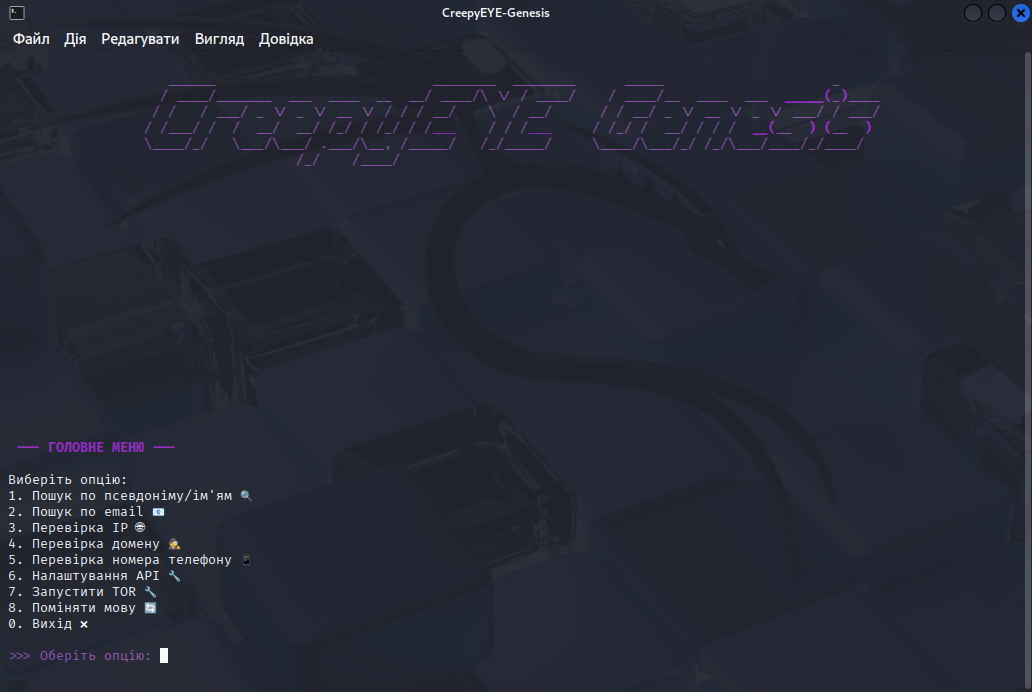 CreepyEYE-Genesis
Файл Дія Редагувати Вигляд Довідка
CreepyEYE Genesis
—— ГОЛОВНЕ МЕНЮ ——
Виберіть опцію:
1. Пошук по псевдоніму/ім'ям 🔍
2. Пошук по email 📧
3. Перевірка IP 🌐
4. Перевірка домену 🕵
5. Перевірка номера телефону 📱
6. Налаштування API 🔧
7. Запустити TOR 🔧
8. Поміняти мову 🔄
0. Вихід ❌
>>> Оберіть опцію: